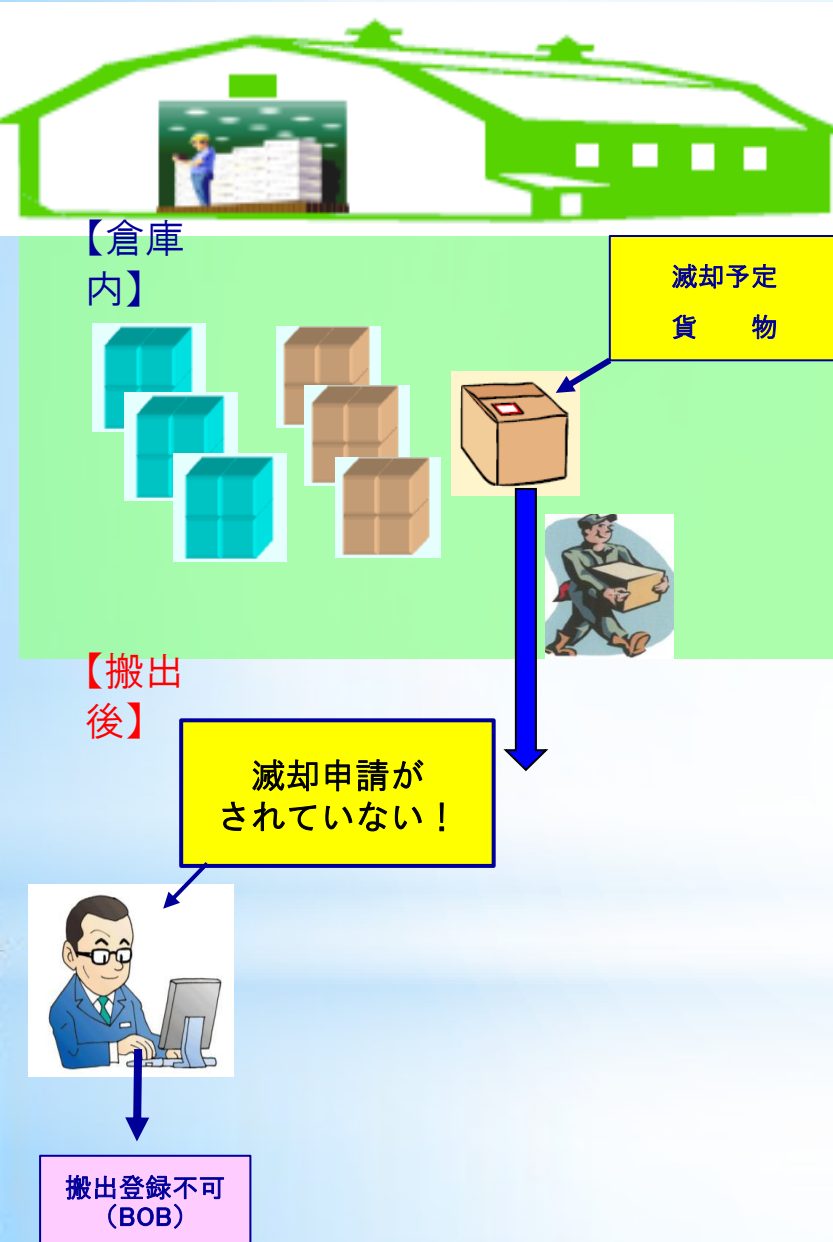 【倉庫
内】
滅却予定
貨　　物
【搬出
後】
滅却申請が
されていない！
搬出登録不可
（BOB）